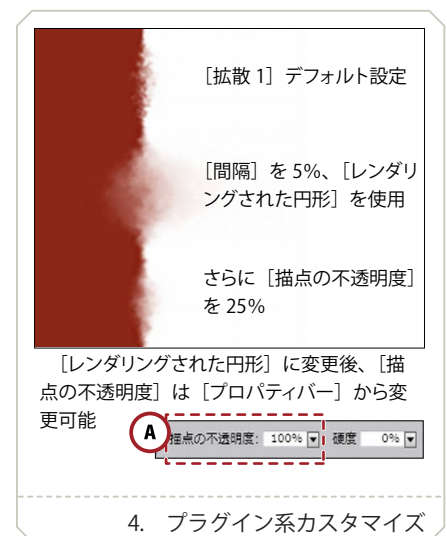 ［拡散 1］デフォルト設定
［間隔］を 5%、［レンダリ
ングされた円形］を使用
さらに［描点の不透明度］
を 25%
［レンダリングされた円形］に変更後、［描
点の不透明度］は［プロパティバー］から変
更可能
A
描点の不透明度: 100% 硬度 0%
4. プラグイン系カスタマイズ